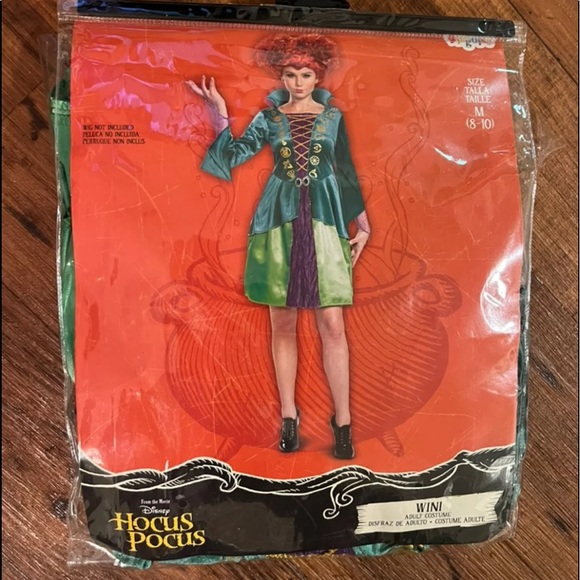 SIZE
TALLA
TAILLE
M
(8-10)
WIG NOT INCLUDED
PELUCA NO INCLUIDA
PERRUQUE NON INCLUS
From the Movie
Disney
HOCUS
POCUS
WINI
ADULT COSTUME
DISFRAZ DE ADULTO • COSTUME ADULTE